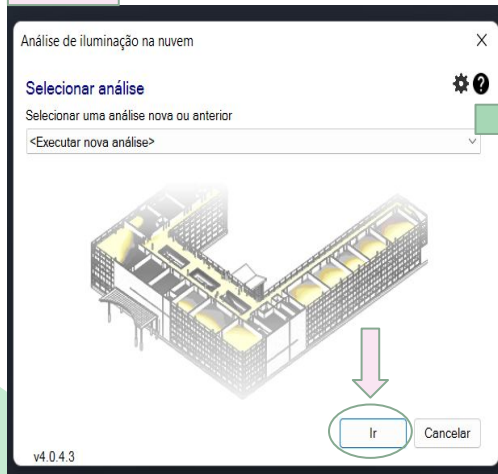 Análise de iluminação na nuvem
X
Selecionar análise
Selecionar uma análise nova ou anterior
<Executar nova análise>
Ir
Cancelar
v4.0.4.3